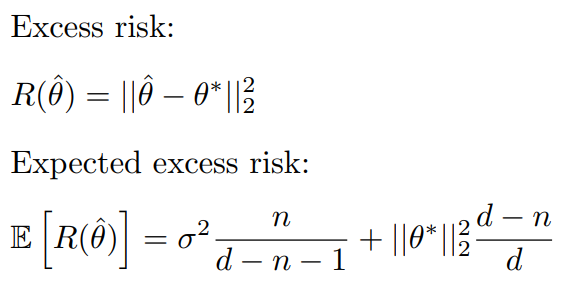 Excess risk:
R(θ̂) = ||θ̂ − θ*||₂²
Expected excess risk:
𝔼[R(θ̂)] = σ² n/(d − n − 1) + ||θ*||₂² (d − n)/d